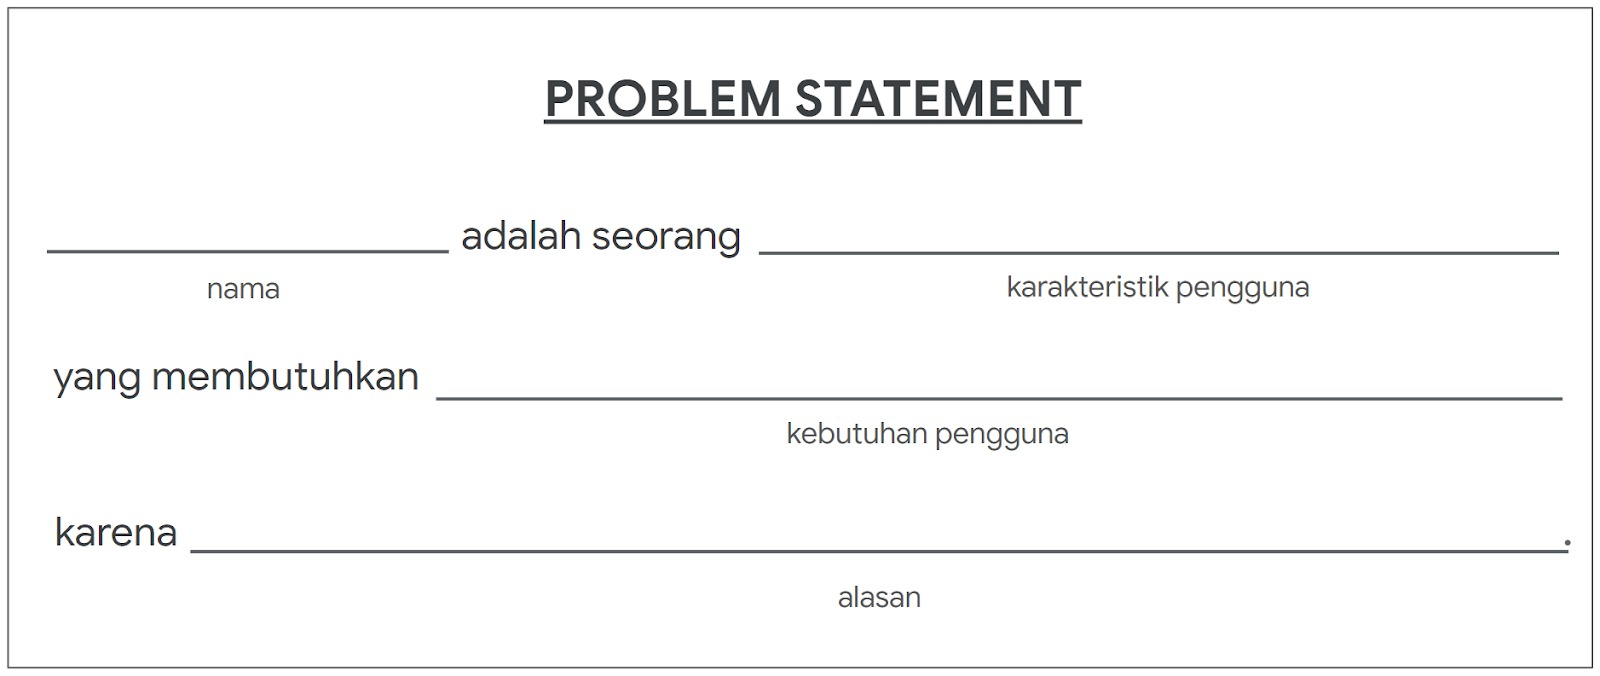 PROBLEM STATEMENT
adalah seorang
nama karakteristik pengguna
yang membutuhkan
kebutuhan pengguna
karena .
alasan